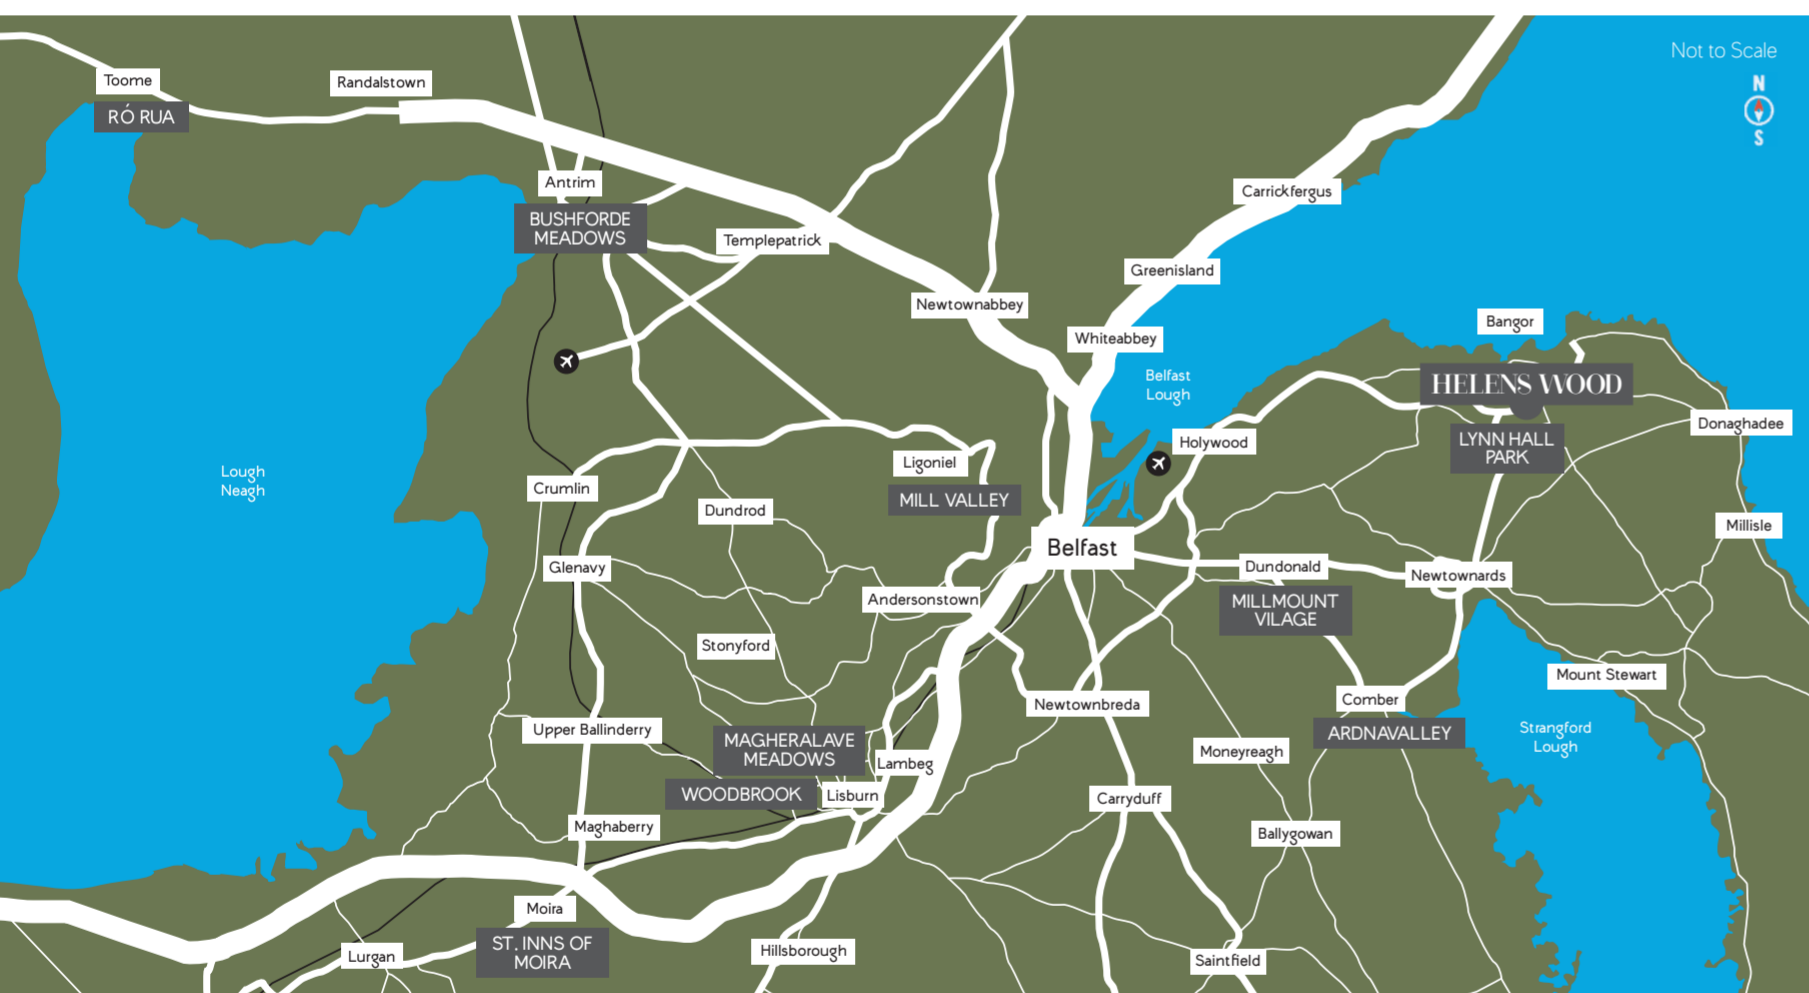 Not to Scale
N
S
Toome
RÓ RUA
Randalstown
Antrim
BUSHFORDE
MEADOWS
Templepatrick
Carrickfergus
Greenisland
Newtownabbey
Whiteabbey
Bangor
Belfast
Lough
HELENS WOOD
Donaghadee
LYNN HALL
PARK
Holywood
Ligoniel
MILL VALLEY
Lough
Neagh
Crumlin
Dundrod
Millisle
Belfast
Glenavy
Dundonald
Newtownards
Andersonstown
MILLMOUNT
VILAGE
Stonyford
Mount Stewart
Comber
Newtownbreda
ARDNAVALLEY
Strangford
Lough
Upper Ballinderry
MAGHERALAVE
MEADOWS
Moneyreagh
Lambeg
WOODBROOK
Lisburn
Carryduff
Maghaberry
Ballygowan
Moira
ST. INNS OF
MOIRA
Lurgan
Hillsborough
Saintfield